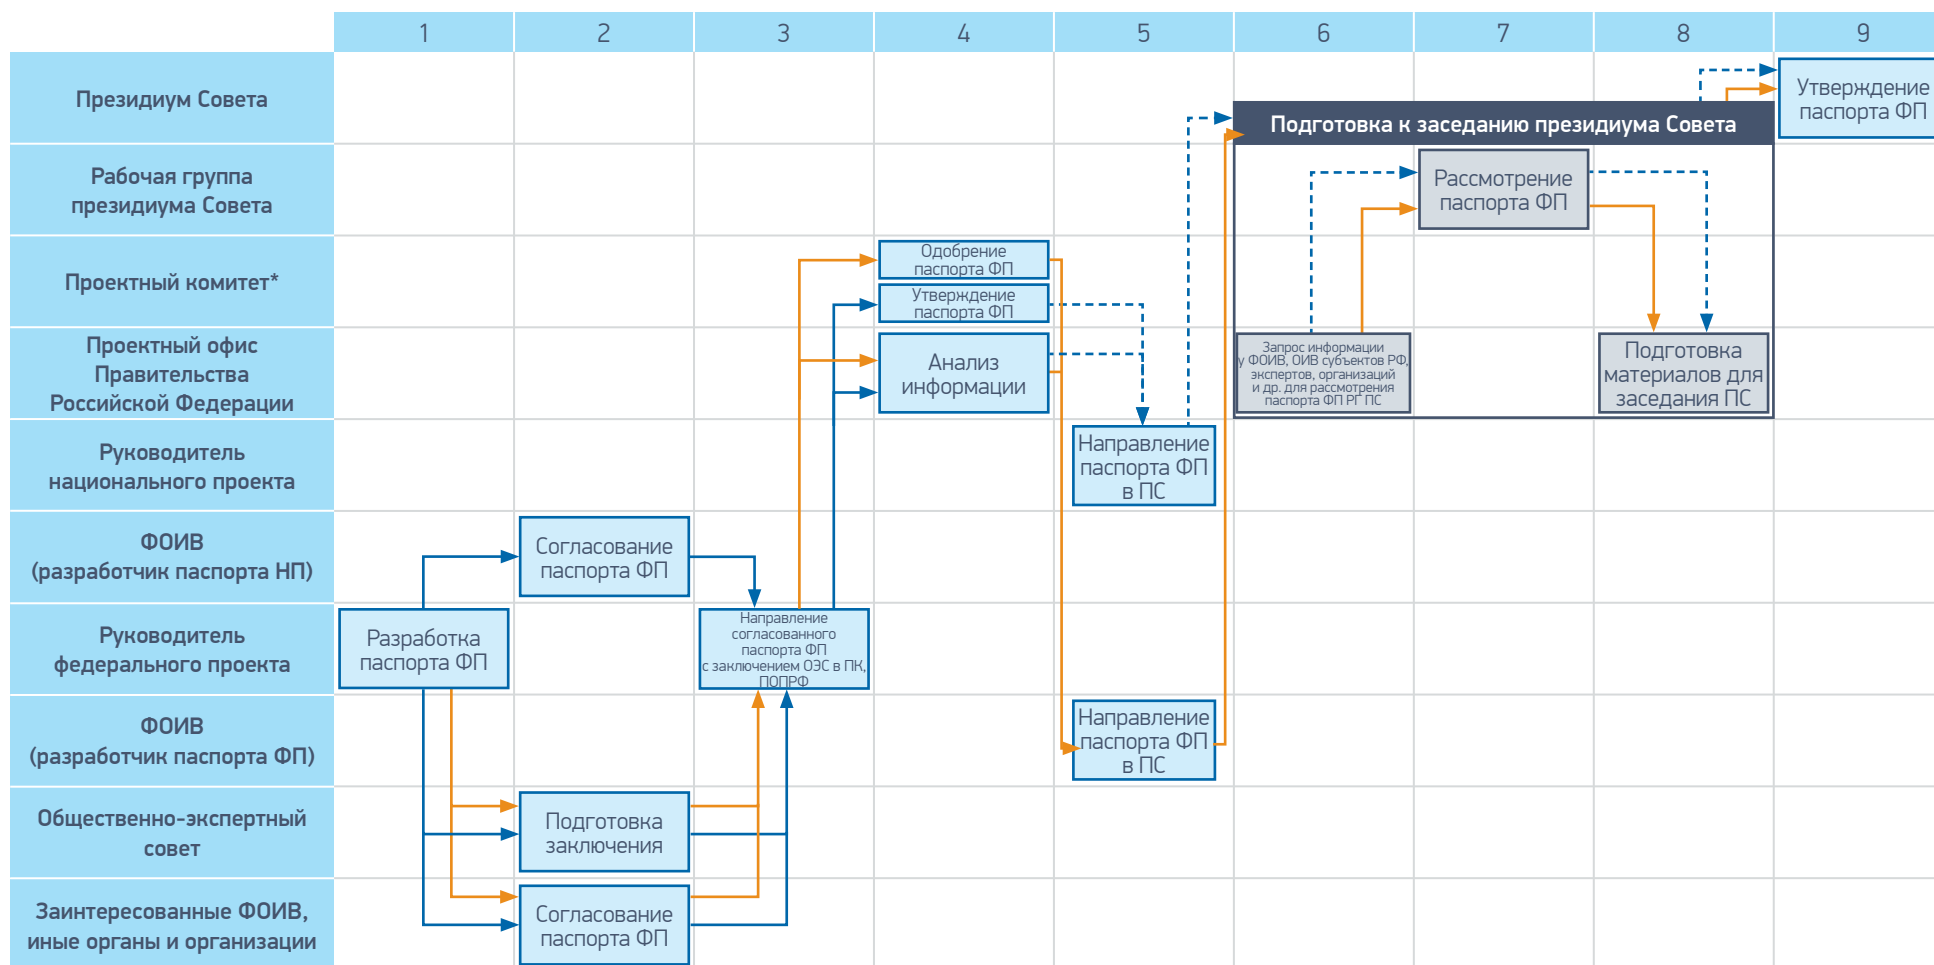 1 2 3 4 5 6 7 8 9
Президиум Совета
Утверждение
паспорта ФП
Подготовка к заседанию президиума Совета
Рабочая группа
президиума Совета
Рассмотрение
паспорта ФП
Проектный комитет*
Одобрение
паспорта ФП
Утверждение
паспорта ФП
Проектный офис
Правительства
Российской Федерации
Анализ
информации
Запрос информации
у ФОИВ, ОИВ субъектов РФ,
экспертов, организаций
и др. для рассмотрения
паспорта ФП РГ ПС
Подготовка
материалов для
заседания ПС
Руководитель
национального проекта
Направление
паспорта ФП
в ПС
ФОИВ
(разработчик паспорта НП)
Согласование
паспорта ФП
Руководитель
федерального проекта
Разработка
паспорта ФП
Направление
согласованного
паспорта ФП
с заключением ОЭС в ПК,
ПОПРФ
ФОИВ
(разработчик паспорта ФП)
Направление
паспорта ФП
в ПС
Общественно-экспертный
совет
Подготовка
заключения
Заинтересованные ФОИВ,
иные органы и организации
Согласование
паспорта ФП